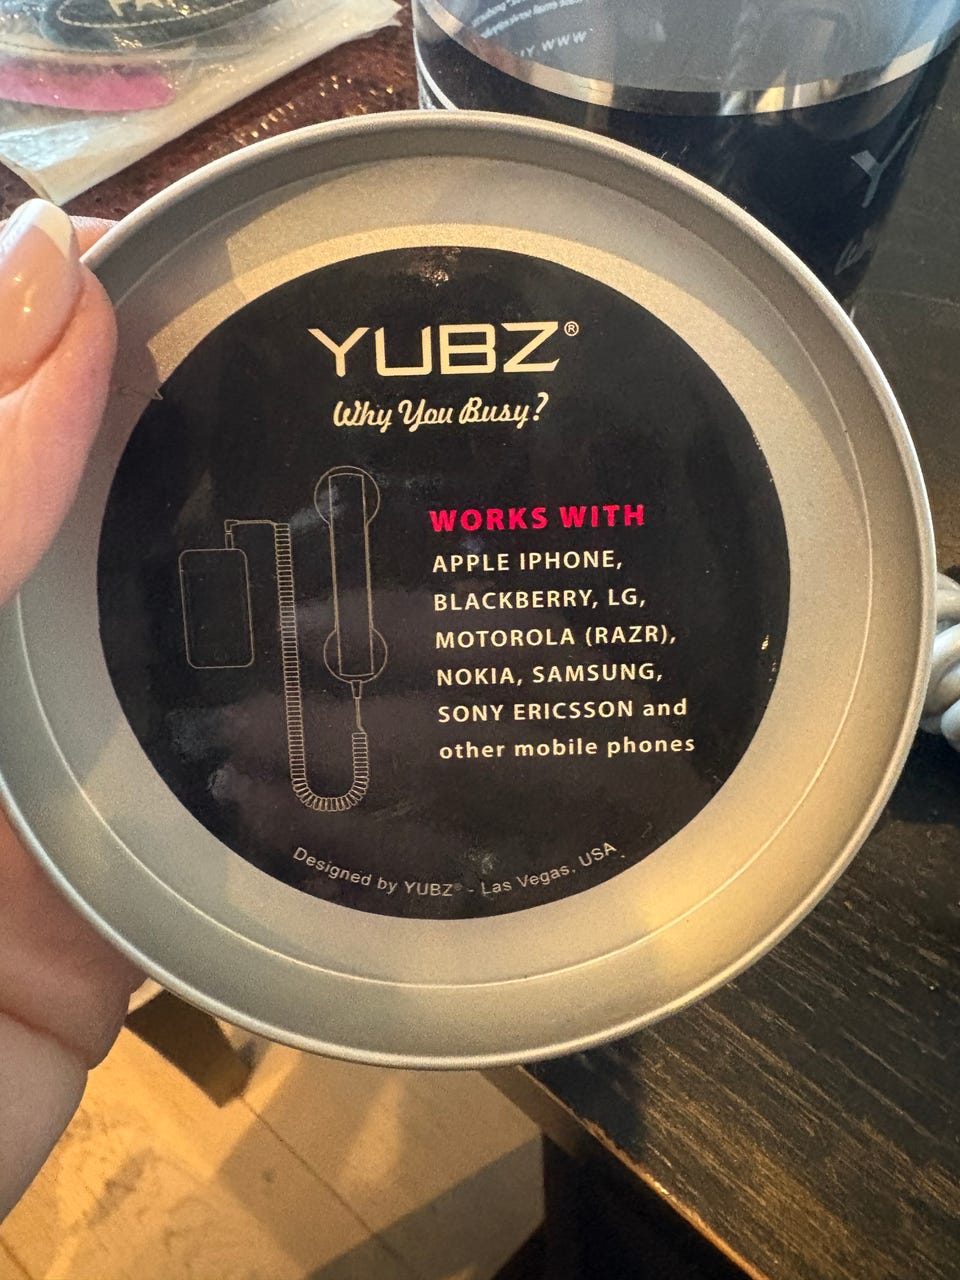 YUBZ®
Why You Busy?
WORKS WITH
APPLE IPHONE,
BLACKBERRY, LG,
MOTOROLA (RAZR),
NOKIA, SAMSUNG,
SONY ERICSSON and
other mobile phones
Designed by YUBZ® - Las Vegas, USA